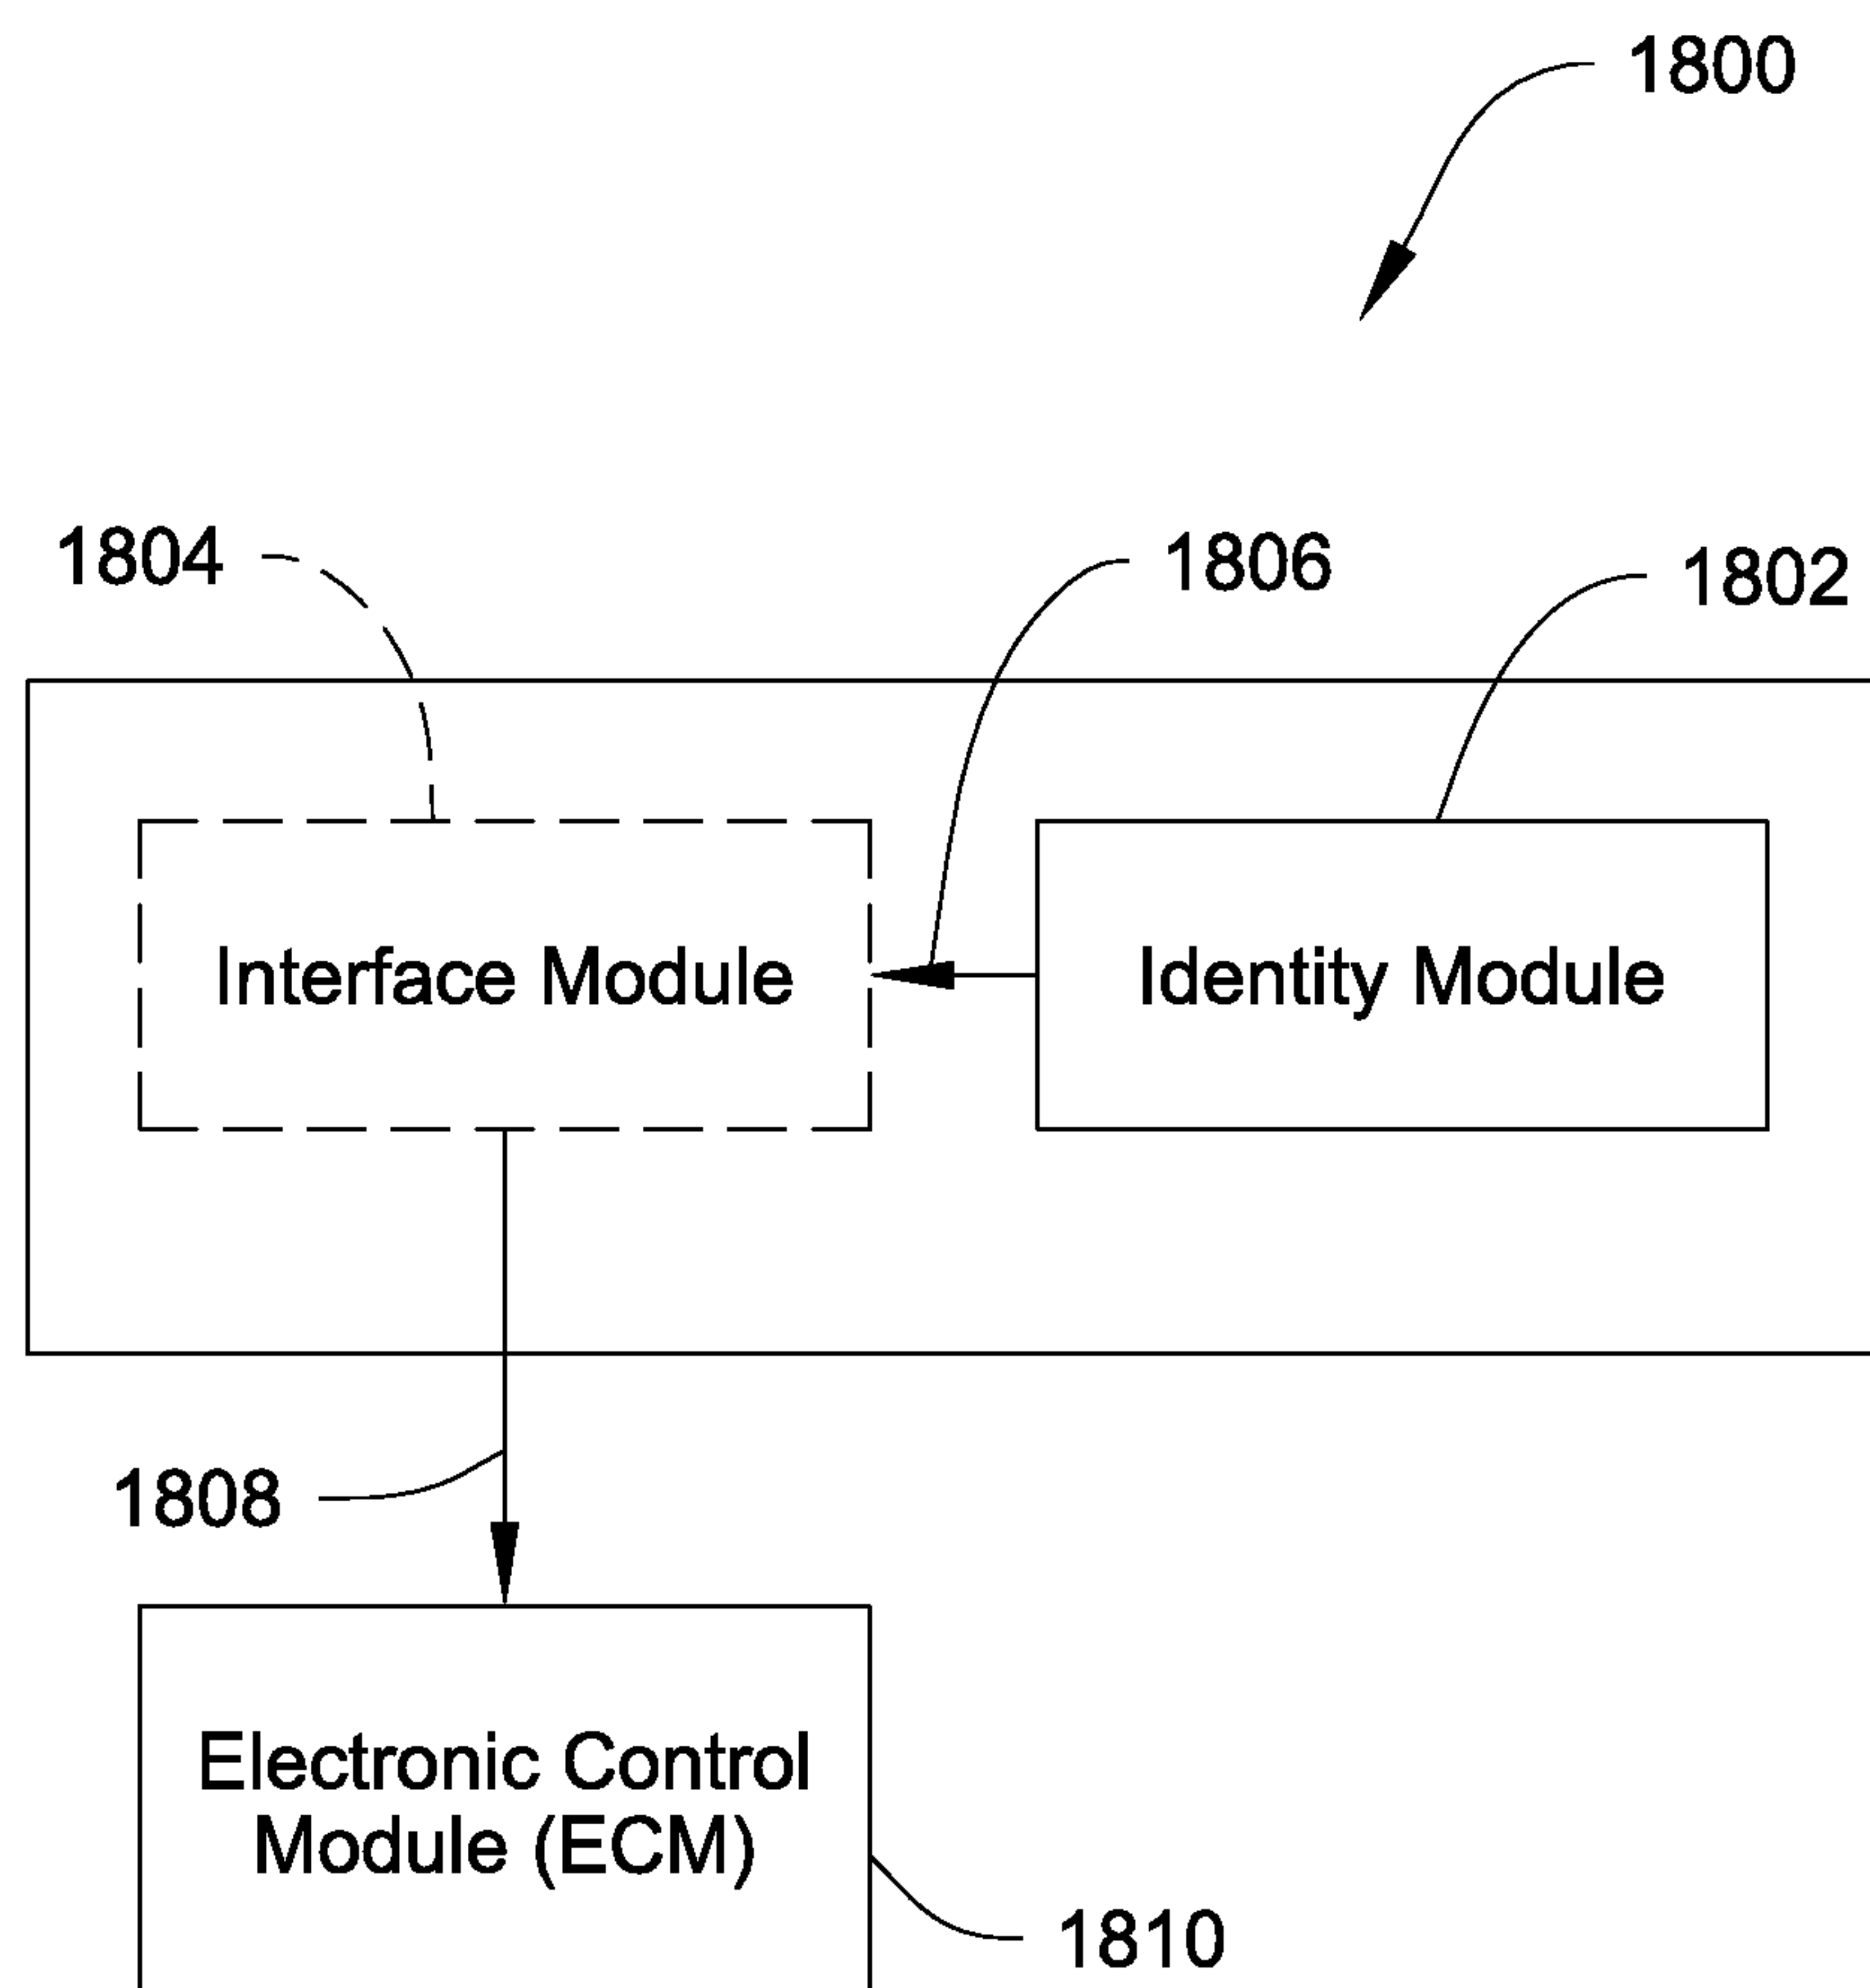 1800
1804
1806
1802
Interface Module
Identity Module
1808
Electronic Control
Module (ECM)
1810